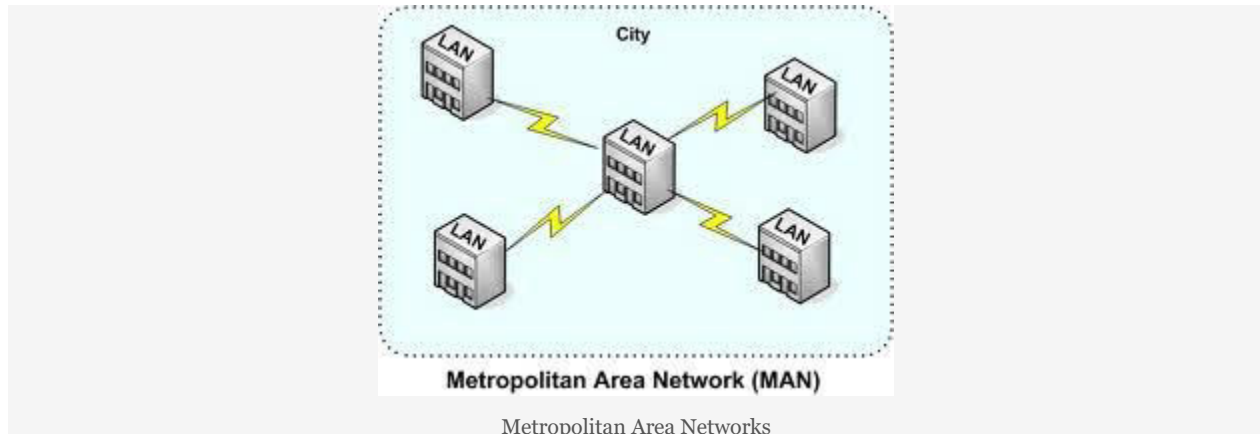 City
LAN
LAN
LAN
LAN
LAN
Metropolitan Area Network (MAN)
Metropolitan Area Networks